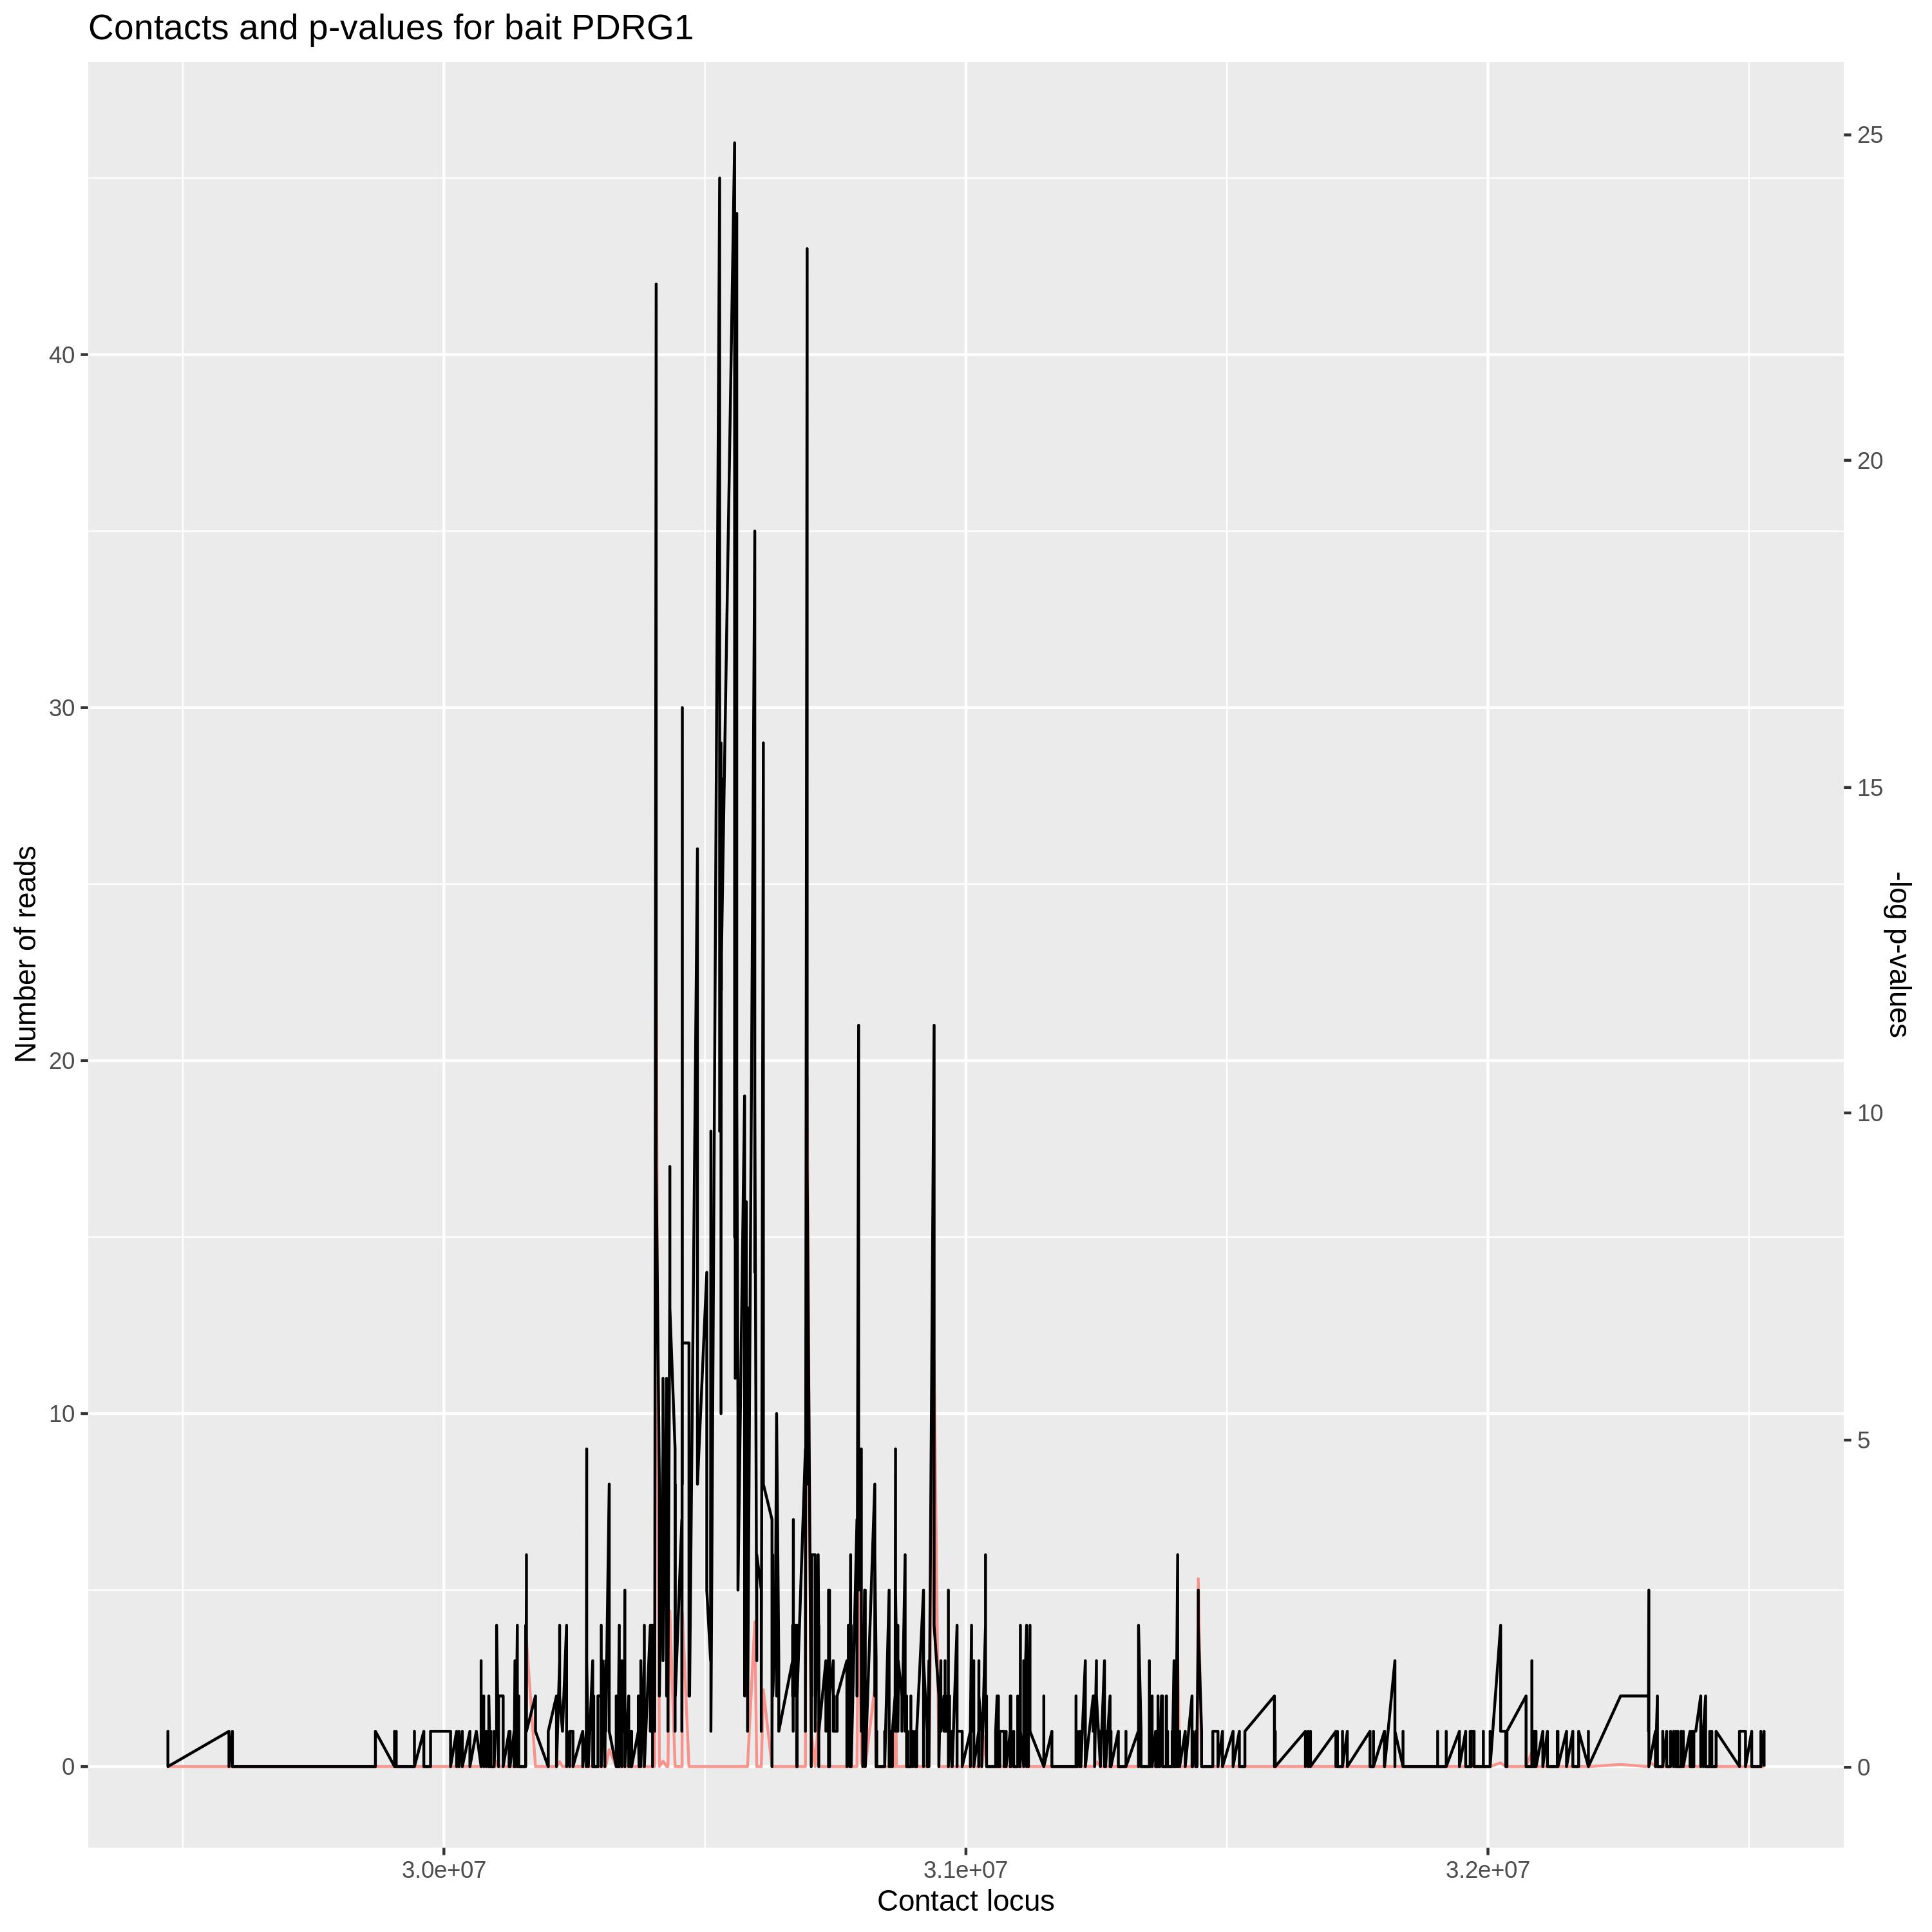 Contacts and p-values for bait PDRG1
Number of reads
40
30
20
10
0
25
20
15
10
5
0
-log p-values
3.0e+07
3.1e+07
3.2e+07
Contact locus